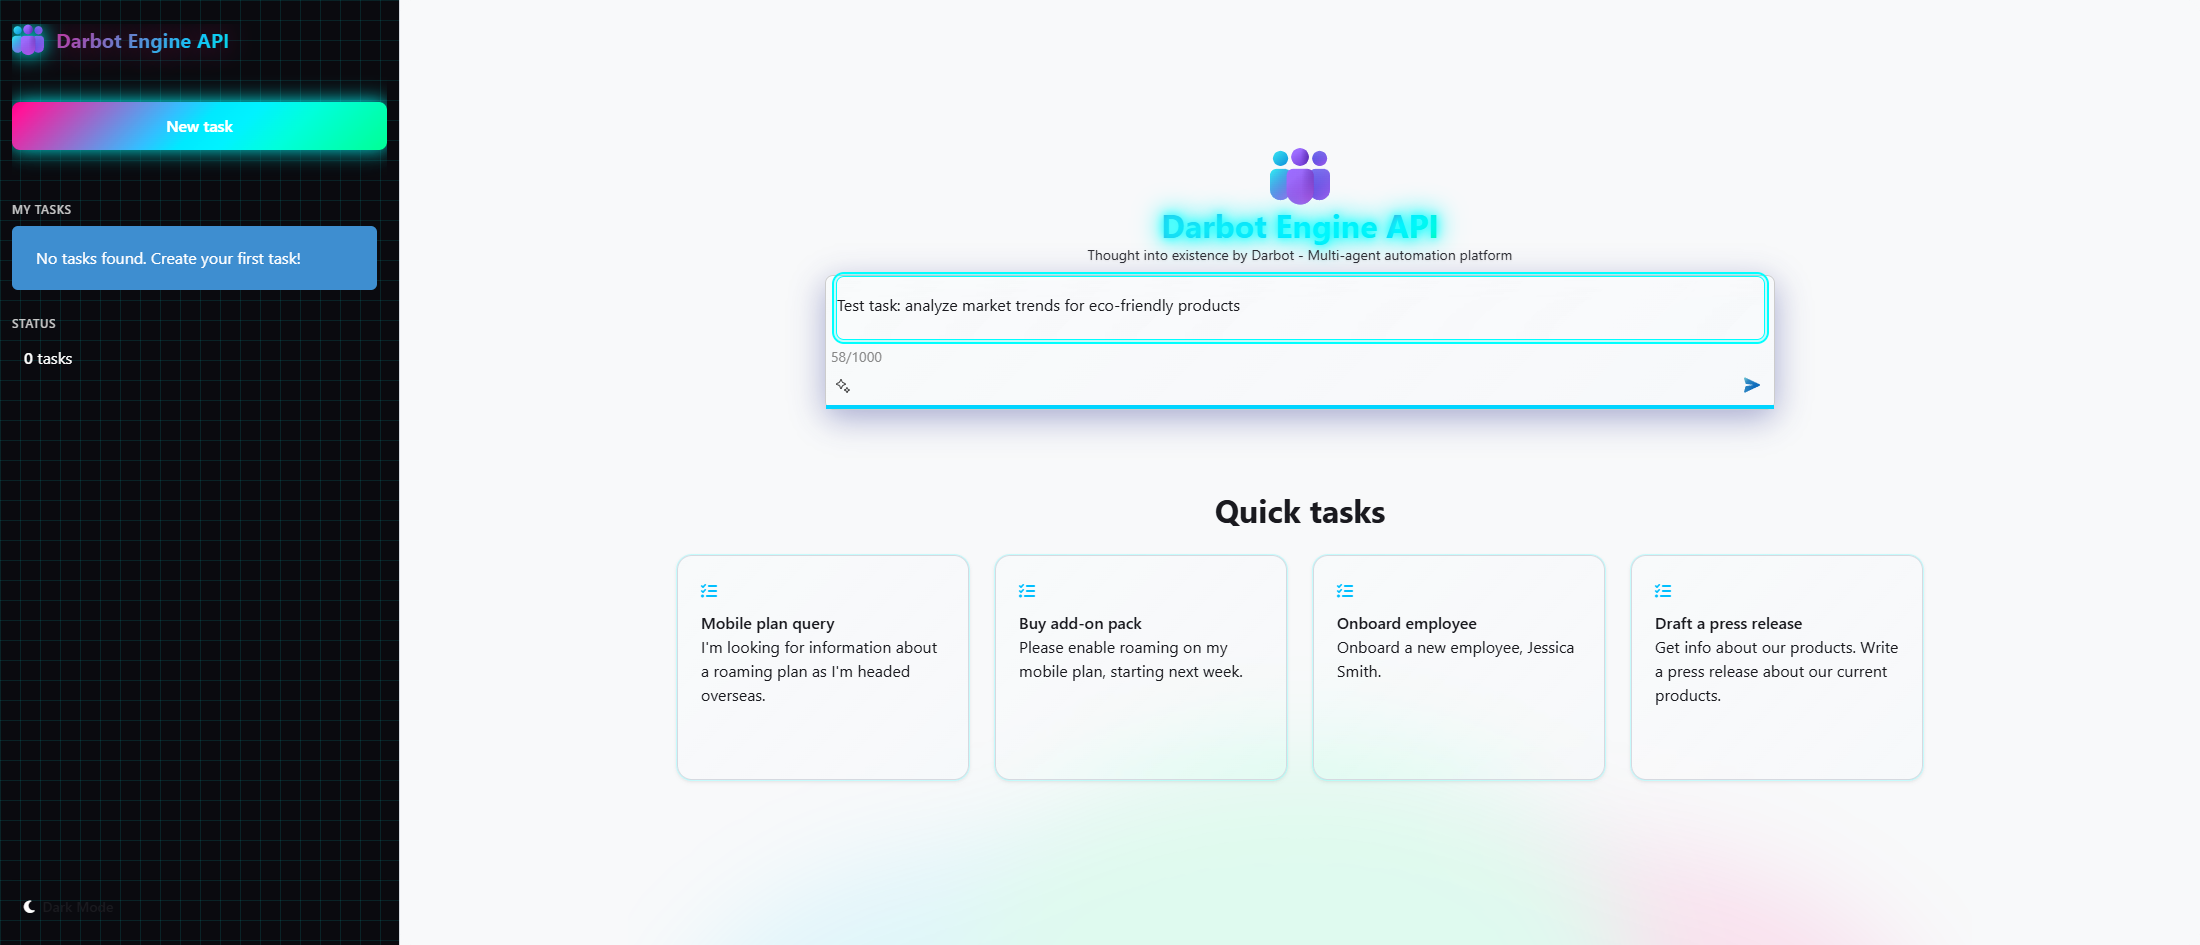 Darbot Engine API
New task
MY TASKS
No tasks found. Create your first task!
STATUS
0 tasks
Dark Mode
Darbot Engine API
Thought into existence by Darbot - Multi-agent automation platform
Test task: analyze market trends for eco-friendly products
58/1000
Quick tasks
Mobile plan query
I'm looking for information about
a roaming plan as I'm headed
overseas.
Buy add-on pack
Please enable roaming on my
mobile plan, starting next week.
Onboard employee
Onboard a new employee, Jessica
Smith.
Draft a press release
Get info about our products. Write
a press release about our current
products.